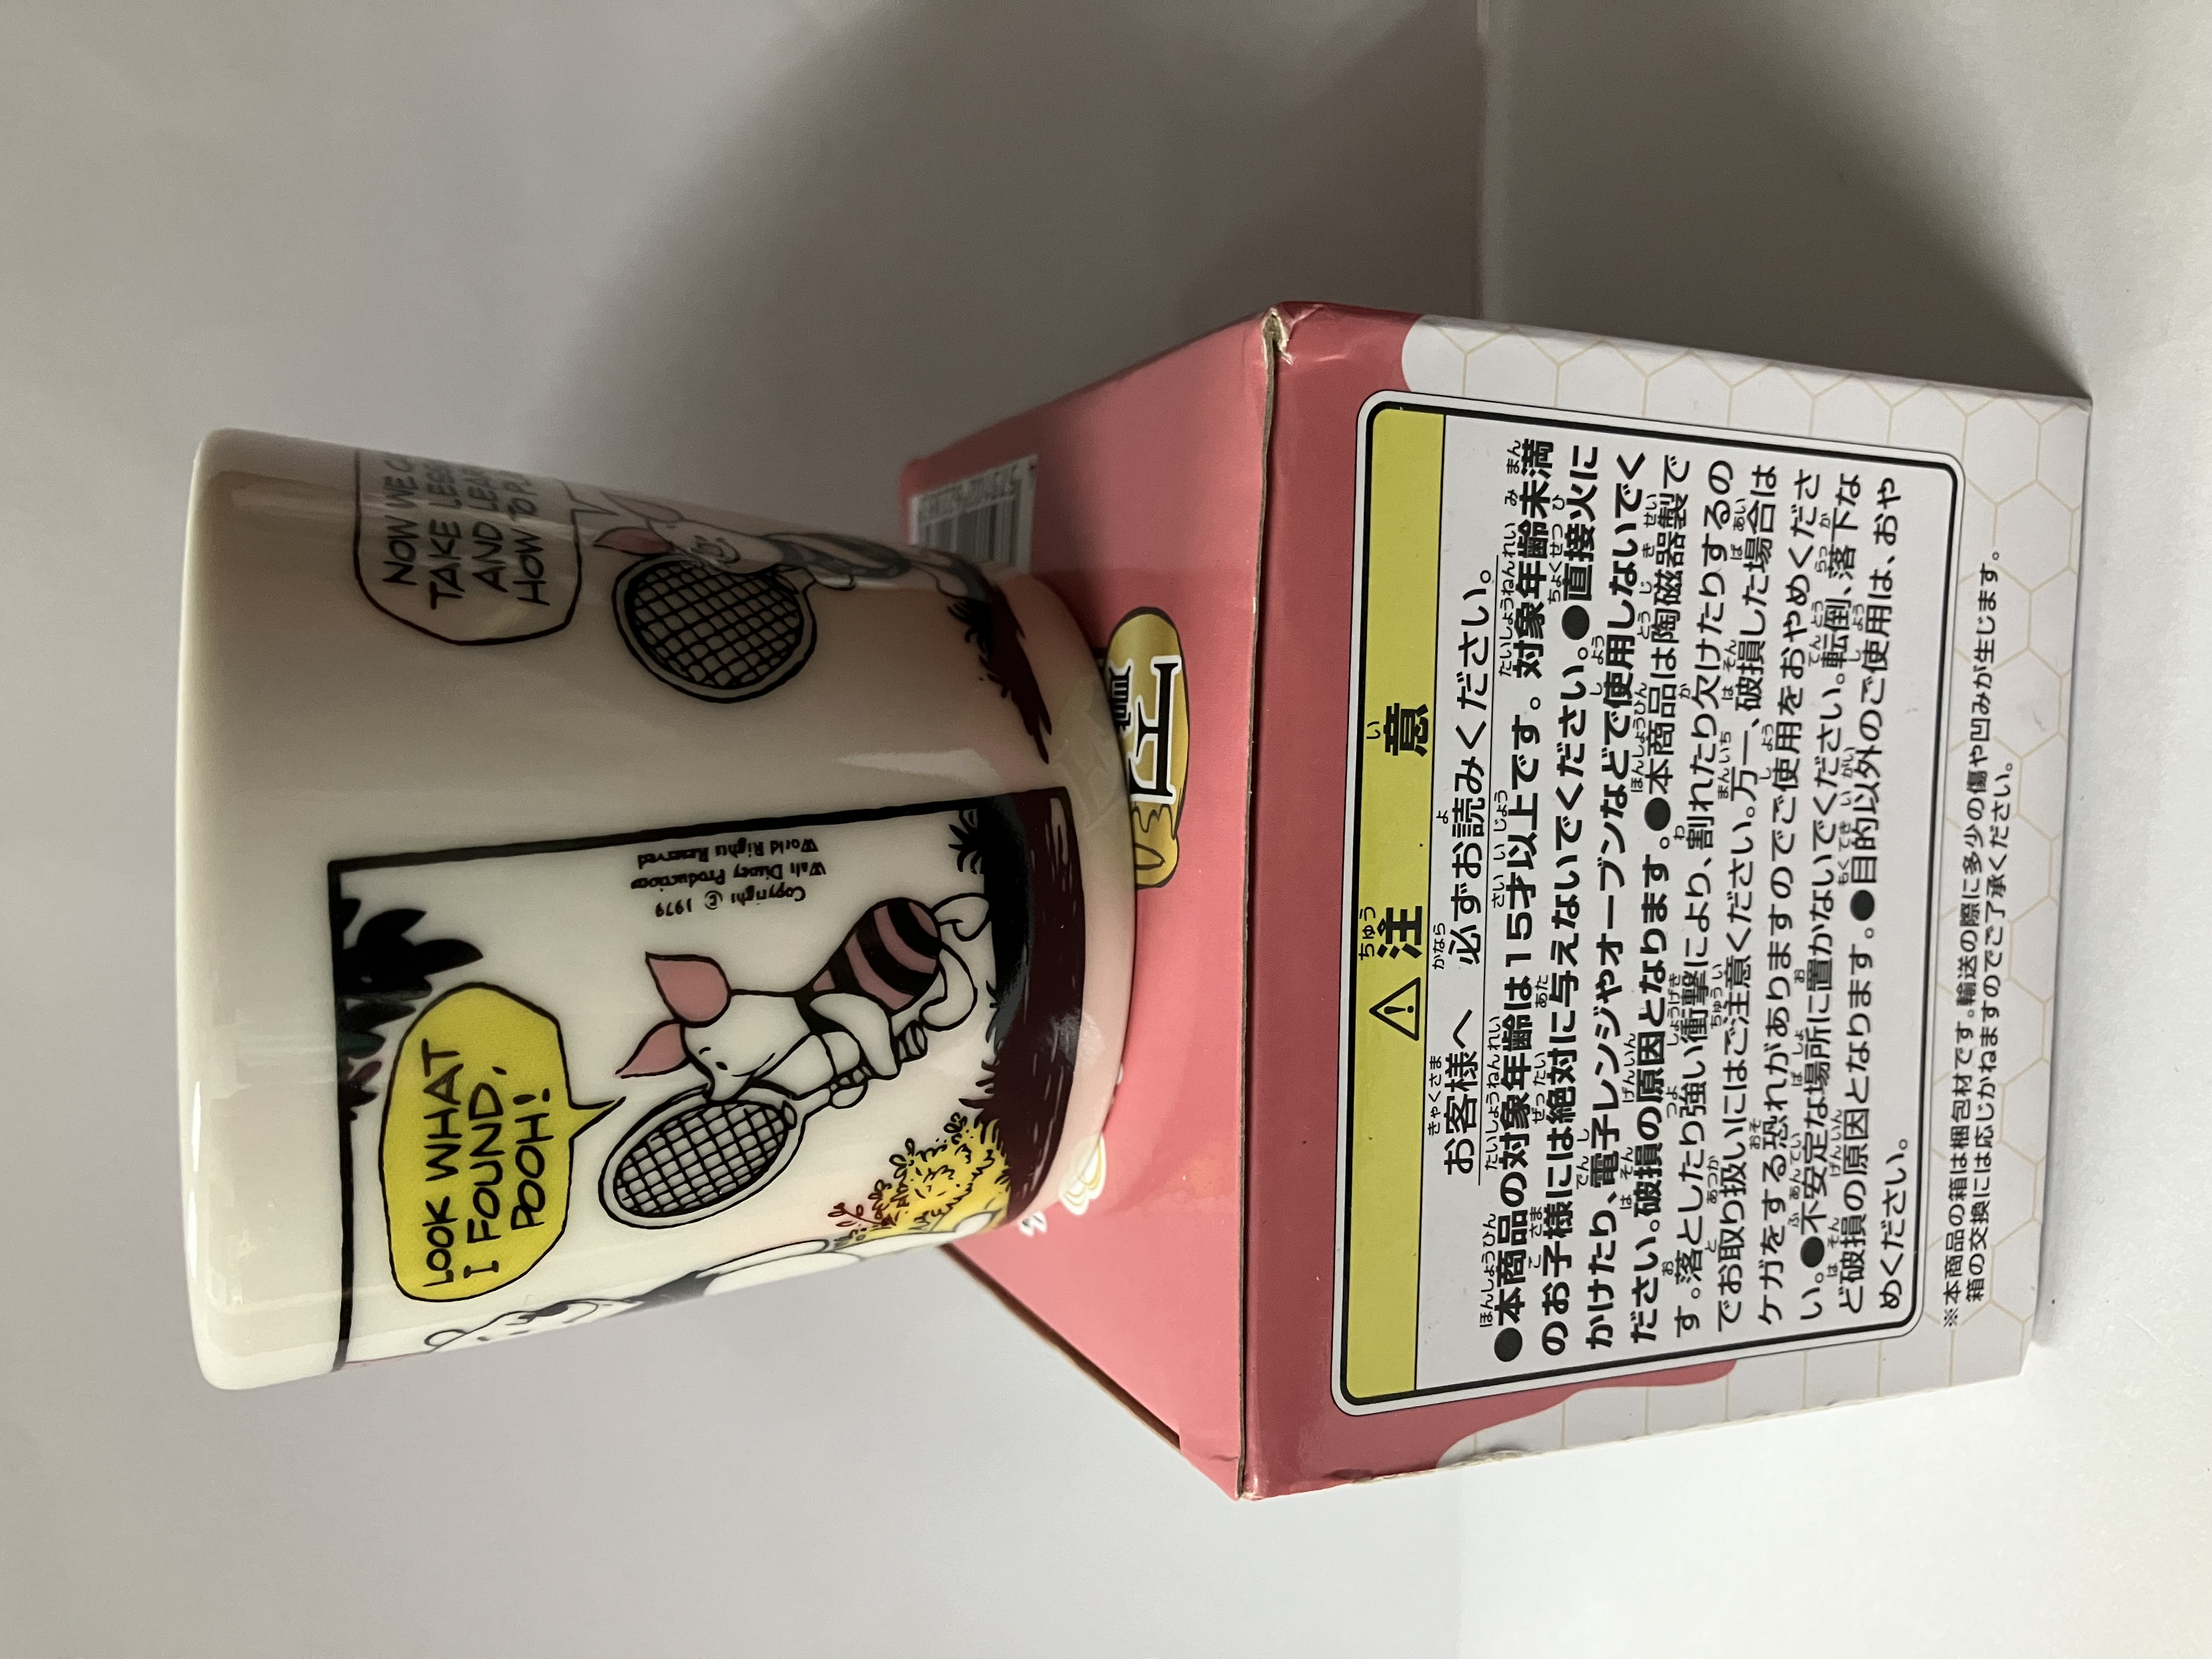 LOOK WHAT
I FOUND,
POOH!
Copyright © 1979
Walt Disney Productions
World Rights Reserved
NOW WE
TAKE
AND
HOW TO
H賞
⚠注意
お客様へ 必ずお読みください。
●本商品の対象年齢は15才以上です。対象年齢未満
のお子様には絶対に与えないでください。●直接火に
かけたり、電子レンジやオーブンなどで使用しないでく
ださい。破損の原因となります。●本商品は陶磁器製で
す。落としたり強い衝撃により、割れたり欠けたりするの
でお取り扱いにはご注意ください。万一、破損した場合は
ケガをする恐れがありますのでご使用をおやめくださ
い。●不安定な場所に置かないでください。転倒、落下な
ど破損の原因となります。●目的以外のご使用は、おや
めください。
※本商品の箱は梱包材です。輸送の際に多少の傷や凹みが生じます。
箱の交換には応じかねますのでご了承ください。